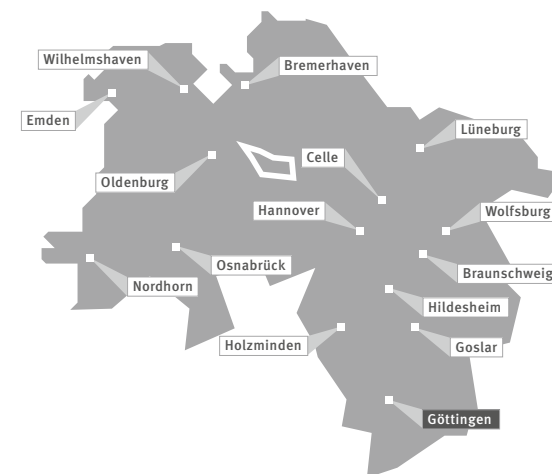 Wilhelmshaven
Bremerhaven
Emden
Lüneburg
Celle
Oldenburg
Hannover
Wolfsburg
Osnabrück
Braunschweig
Nordhorn
Hildesheim
Holzminden
Goslar
Göttingen